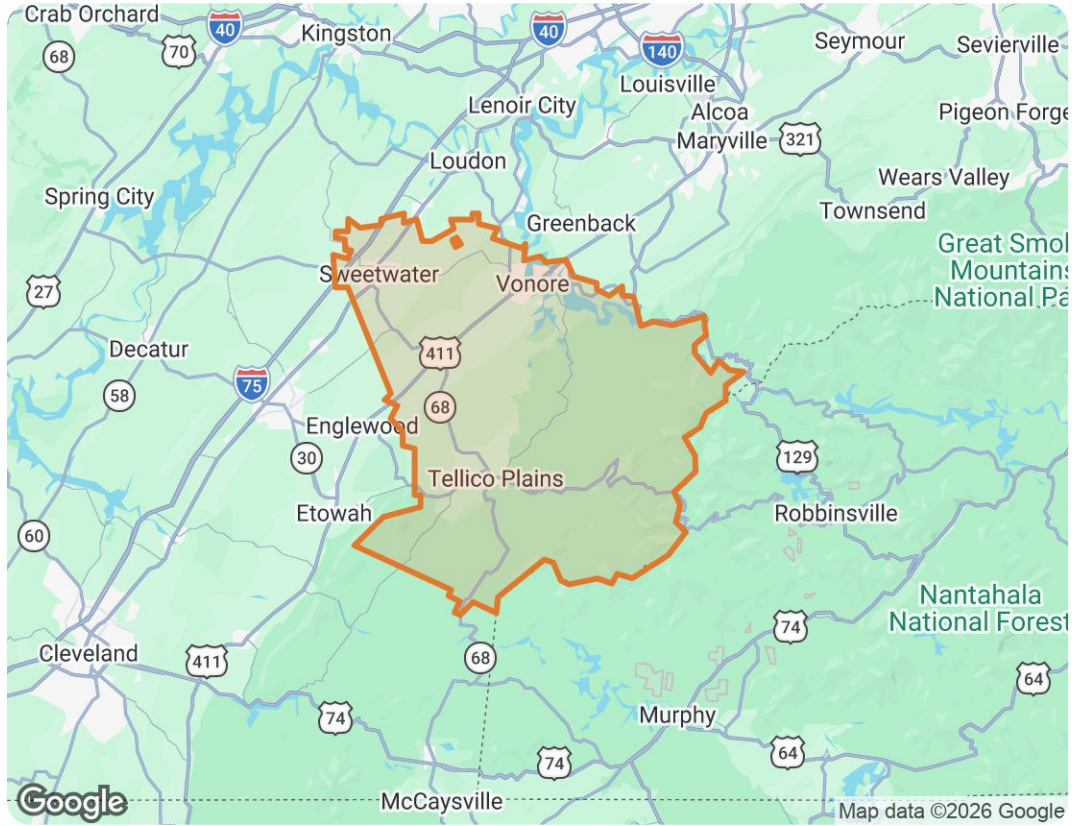 Crab Orchard
40
Kingston
40
Seymour
Sevierville
68
70
140
Louisville
Lenoir City
Alcoa
Maryville
Pigeon Forge
321
Loudon
Wears Valley
Spring City
Townsend
Greenback
Great Smo
Mountains
National Pa
Sweetwater
Vonore
27
Decatur
411
75
58
68
Englewood
30
129
Tellico Plains
Etowah
Robbinsville
60
Nantahala
National Forest
74
Cleveland
411
68
64
74
Murphy
64
74
McCaysville
Google
Map data ©2026 Google